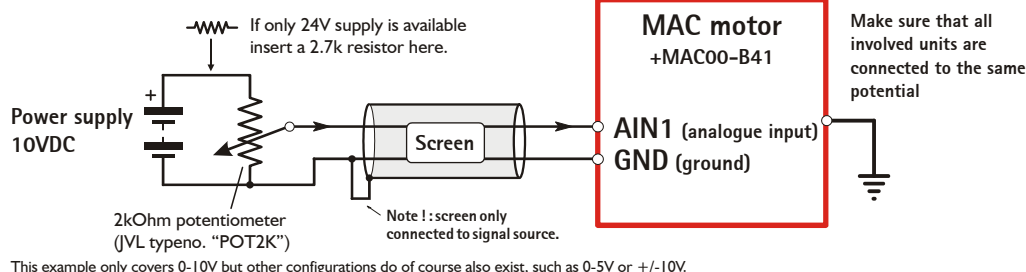 If only 24V supply is available
insert a 2.7k resistor here.
MAC motor
+MAC00-B41
Make sure that all
involved units are
connected to the same
potential
+
Power supply
10VDC
Screen
AIN1 (analogue input)
GND (ground)
2kOhm potentiometer
(JVL typeno. “POT2K”)
Note ! : screen only
connected to signal source.
This example only covers 0-10V but other configurations do of course also exist, such as 0-5V or +/-10V.